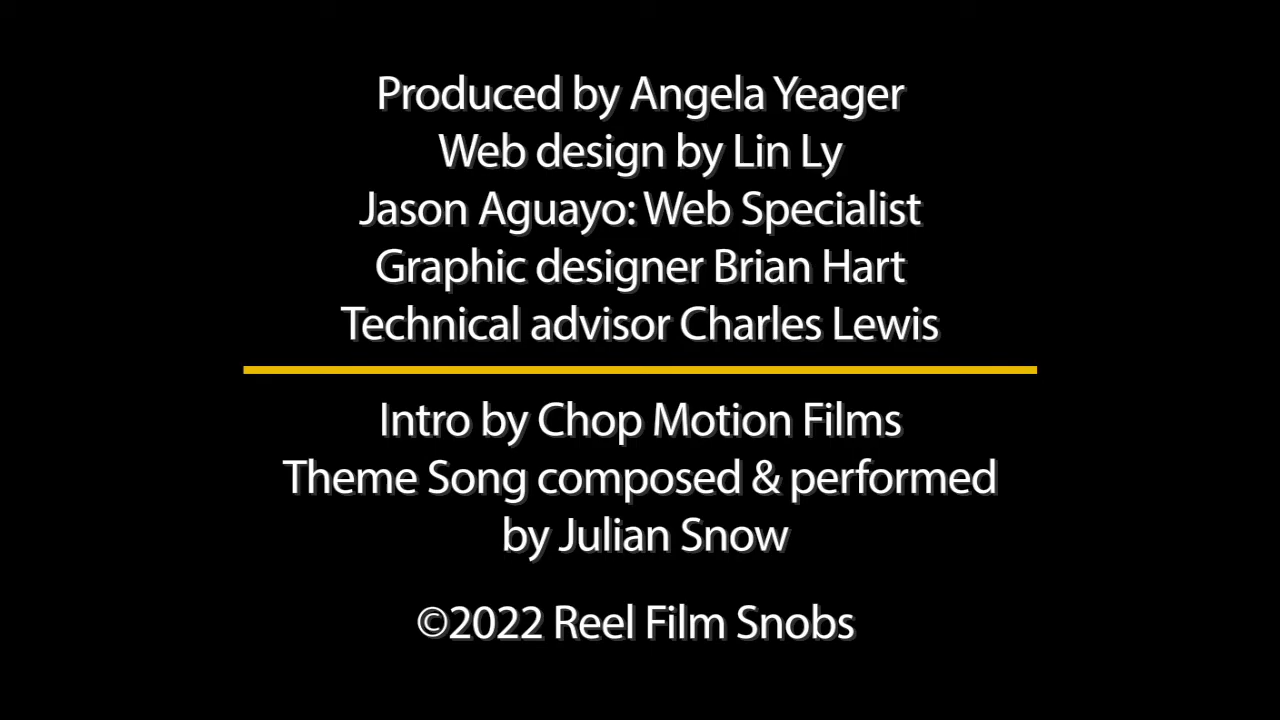 Produced by Angela Yeager
Web design by Lin Ly
Jason Aguayo: Web Specialist
Graphic designer Brian Hart
Technical advisor Charles Lewis
Intro by Chop Motion Films
Theme Song composed & performed
by Julian Snow
©2022 Reel Film Snobs